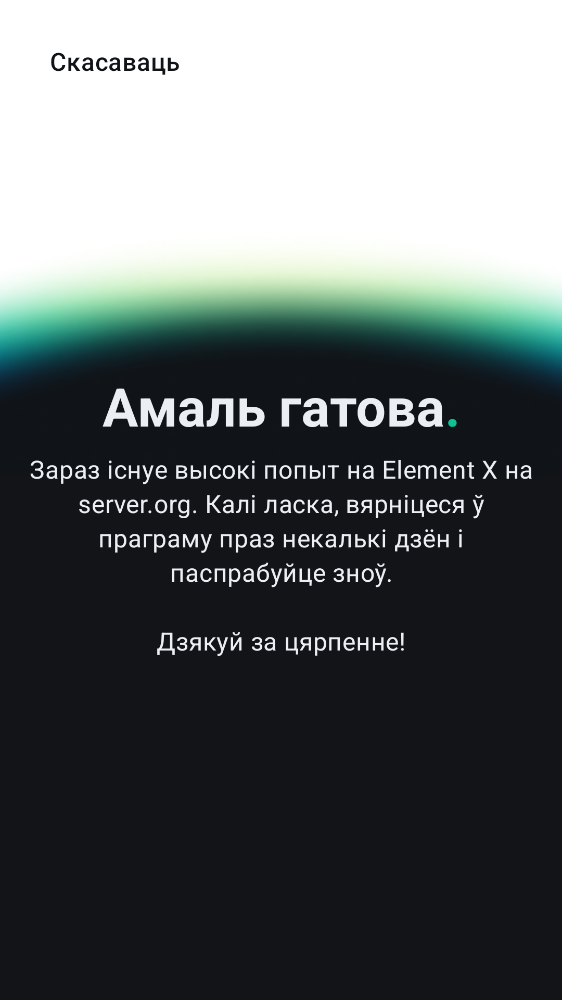 Скасаваць
Амаль гатова.
Зараз існуе высокі попыт на Element X на
server.org. Калі ласка, вярніцеся ў
праграму праз некалькі дзён і
паспрабуйце зноў.
Дзякуй за цярпенне!